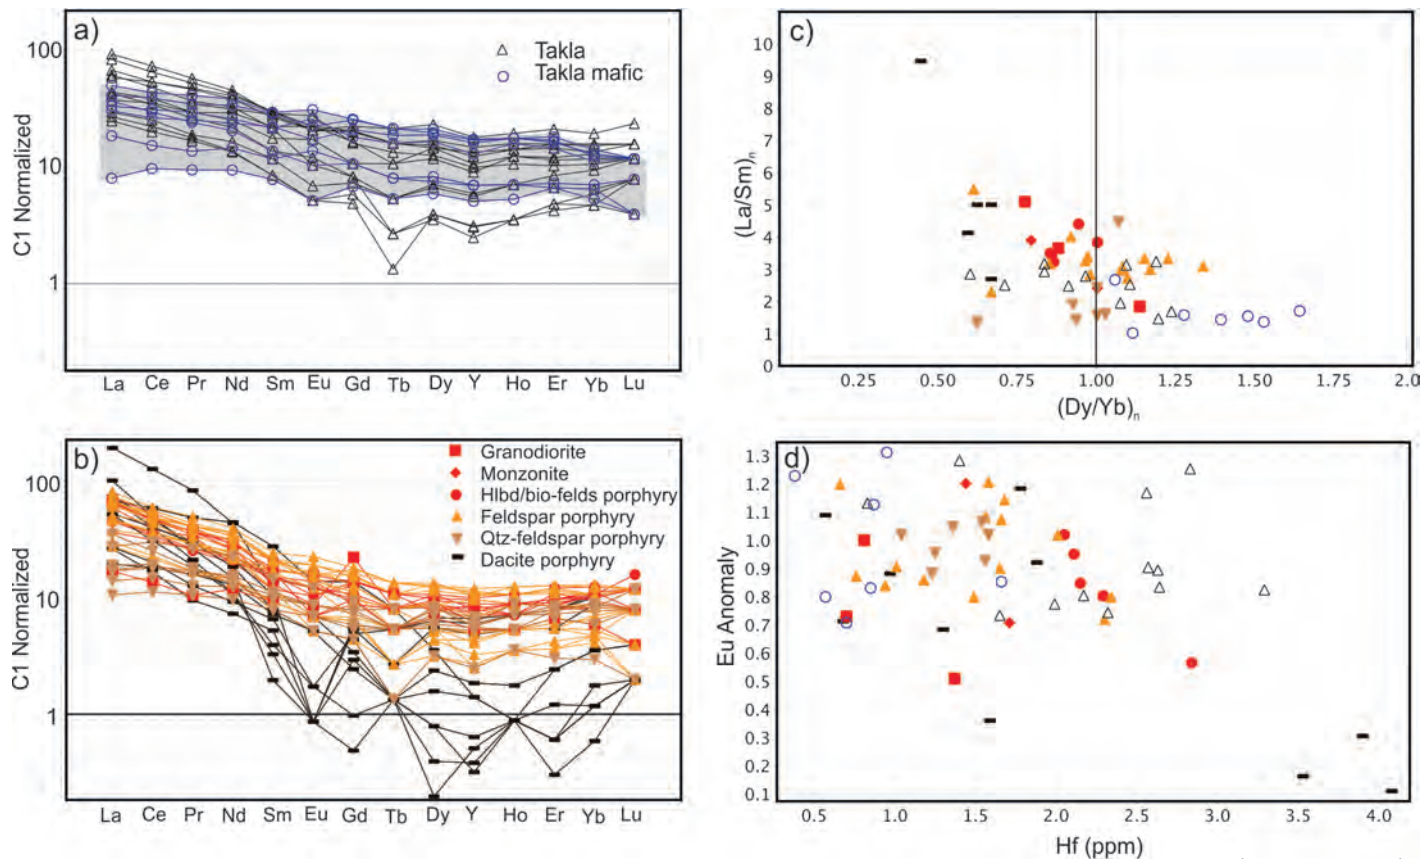 a)
Takla
Takla mafic
100
10
1
C1 Normalized
La Ce Pr Nd Sm Eu Gd Tb Dy Y Ho Er Yb Lu
b)
Granodiorite
Monzonite
Hlbd/bio-felds porphyry
Feldspar porphyry
Qtz-feldspar porphyry
Dacite porphyry
100
10
1
C1 Normalized
La Ce Pr Nd Sm Eu Gd Tb Dy Y Ho Er Yb Lu
c)
10
9
8
7
6
5
4
3
2
1
0
(La/Sm)n
0.25 0.50 0.75 1.00 1.25 1.50 1.75 2.0
(Dy/Yb)n
d)
1.3
1.2
1.1
1.0
0.9
0.8
0.7
0.6
0.5
0.4
0.3
0.2
0.1
Eu Anomaly
0.5 1.0 1.5 2.0 2.5 3.0 3.5 4.0
Hf (ppm)